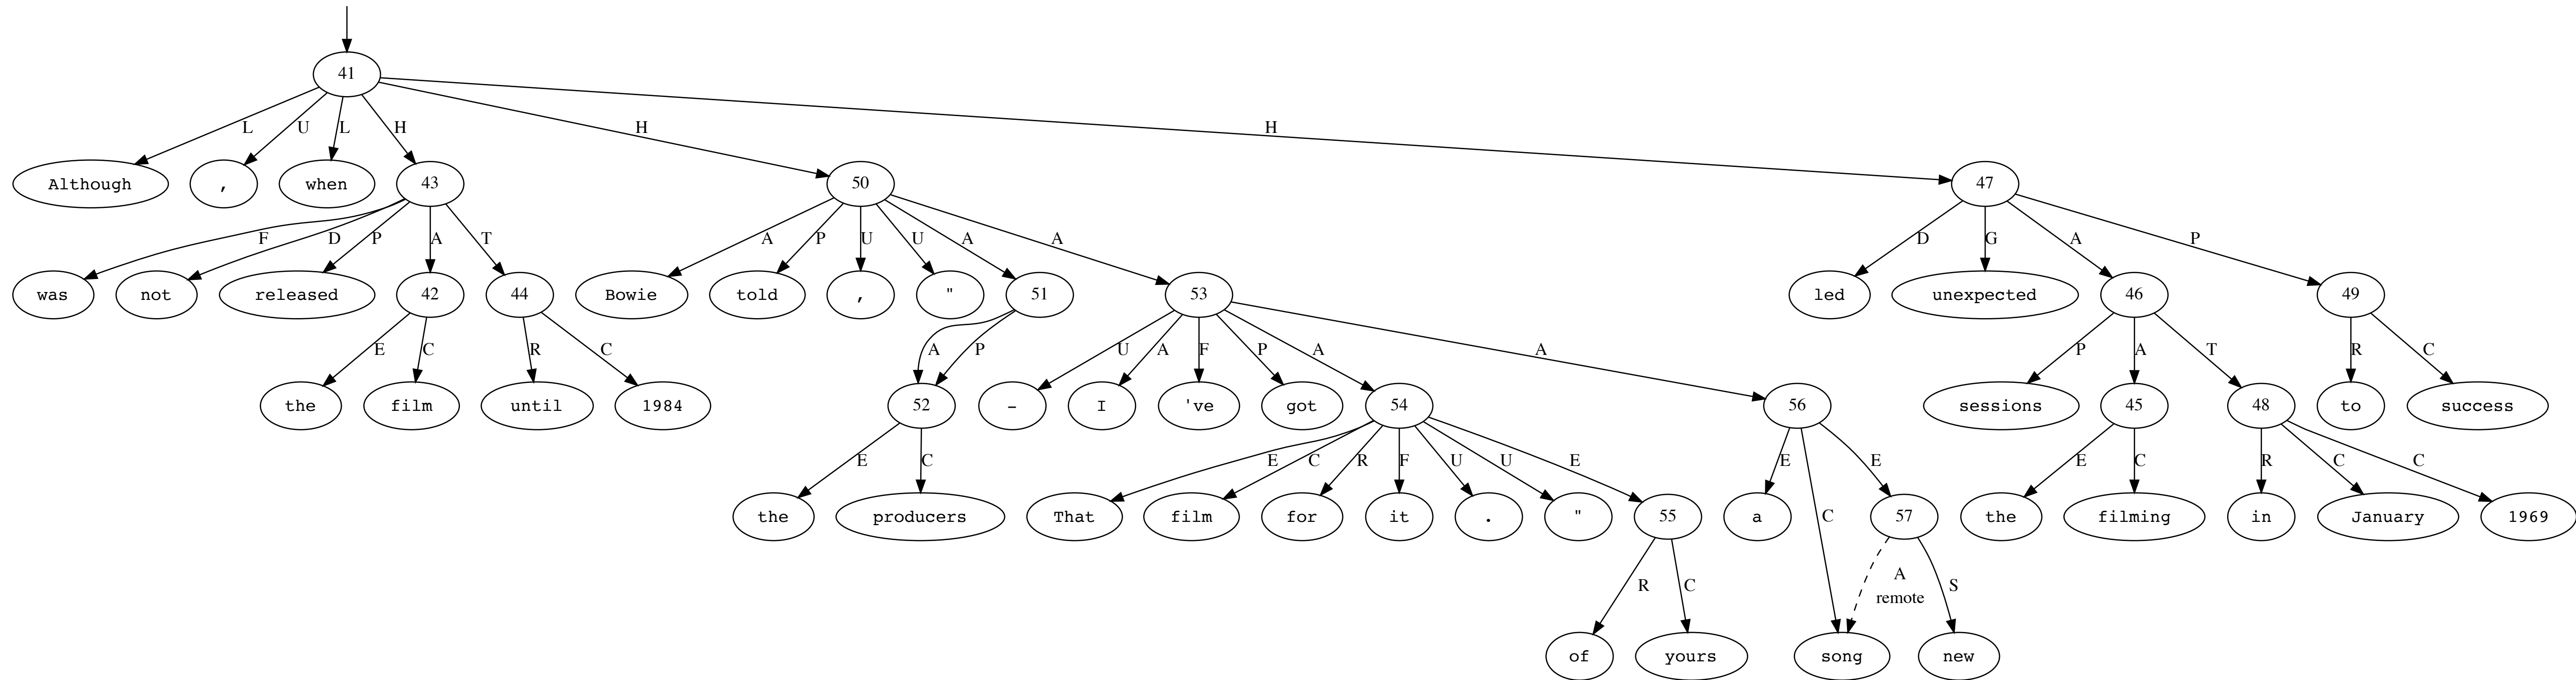 41
L U L H H H
Although , when 43 50 47
F D P A T A P U U A A D G A P
was not released 42 44 Bowie told , " 51 53 led unexpected 46 49
E C R C A P U A F P A A P A T R C
the film until 1984 52 - I 've got 54 56 sessions 45 48 to success
E C E C R F U U E E C E E C R C C
the producers That film for it . " 55 a 57 the filming in January 1969
R C A S
remote
of yours song new